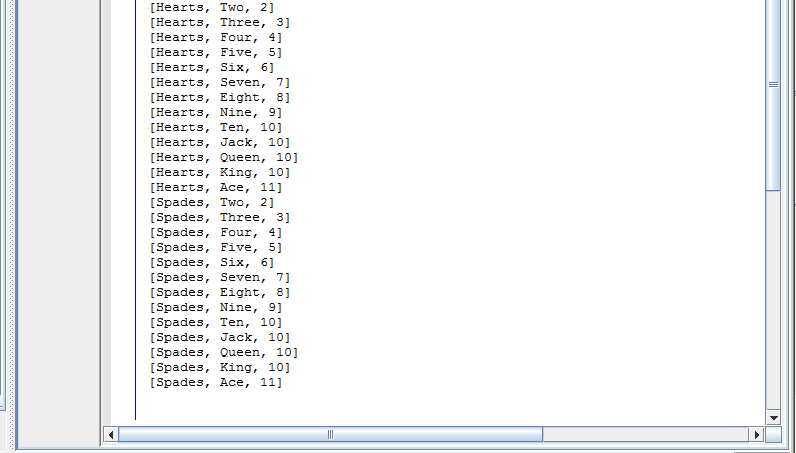 [Hearts, Two, 2]
[Hearts, Three, 3]
[Hearts, Four, 4]
[Hearts, Five, 5]
[Hearts, Six, 6]
[Hearts, Seven, 7]
[Hearts, Eight, 8]
[Hearts, Nine, 9]
[Hearts, Ten, 10]
[Hearts, Jack, 10]
[Hearts, Queen, 10]
[Hearts, King, 10]
[Hearts, Ace, 11]
[Spades, Two, 2]
[Spades, Three, 3]
[Spades, Four, 4]
[Spades, Five, 5]
[Spades, Six, 6]
[Spades, Seven, 7]
[Spades, Eight, 8]
[Spades, Nine, 9]
[Spades, Ten, 10]
[Spades, Jack, 10]
[Spades, Queen, 10]
[Spades, King, 10]
[Spades, Ace, 11]